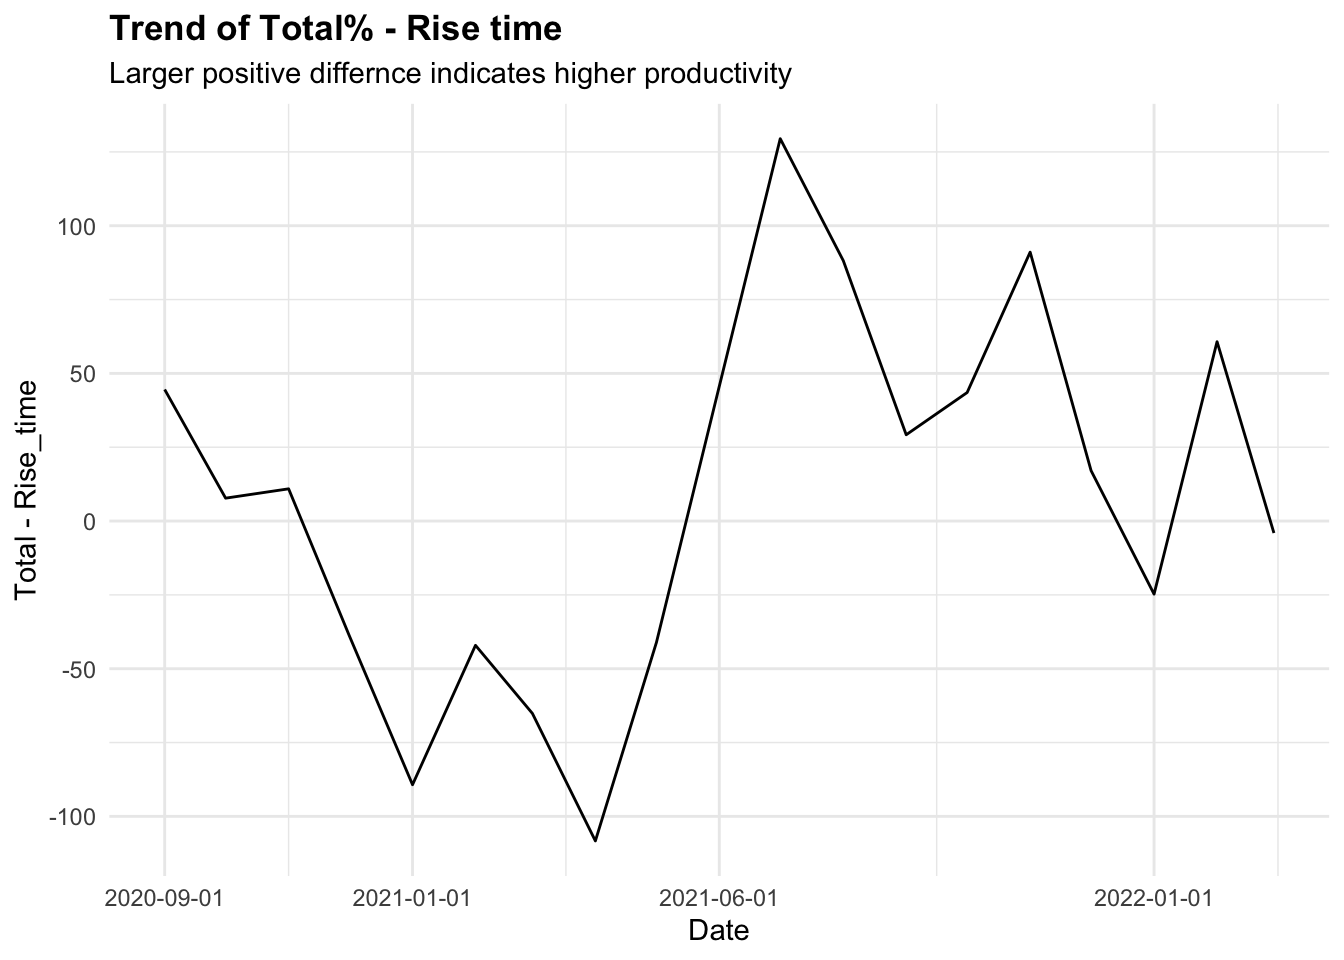 Trend of Total% - Rise time
Larger positive differnce indicates higher productivity
Total - Rise_time
100
50
0
-50
-100
2020-09-01
2021-01-01
2021-06-01
2022-01-01
Date